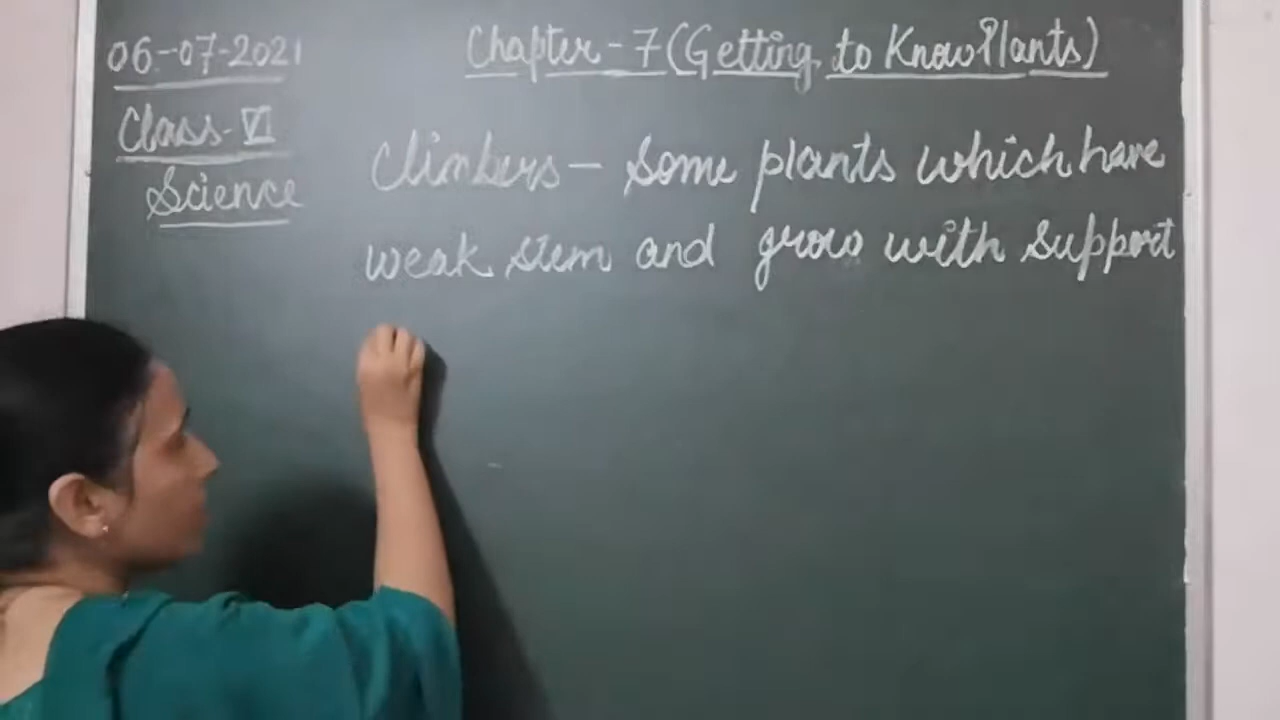 06-07-2021
Class-VI
Science
Chapter-7 (Getting to Know Plants)
Climbers - Some plants which have
weak stem and grow with support